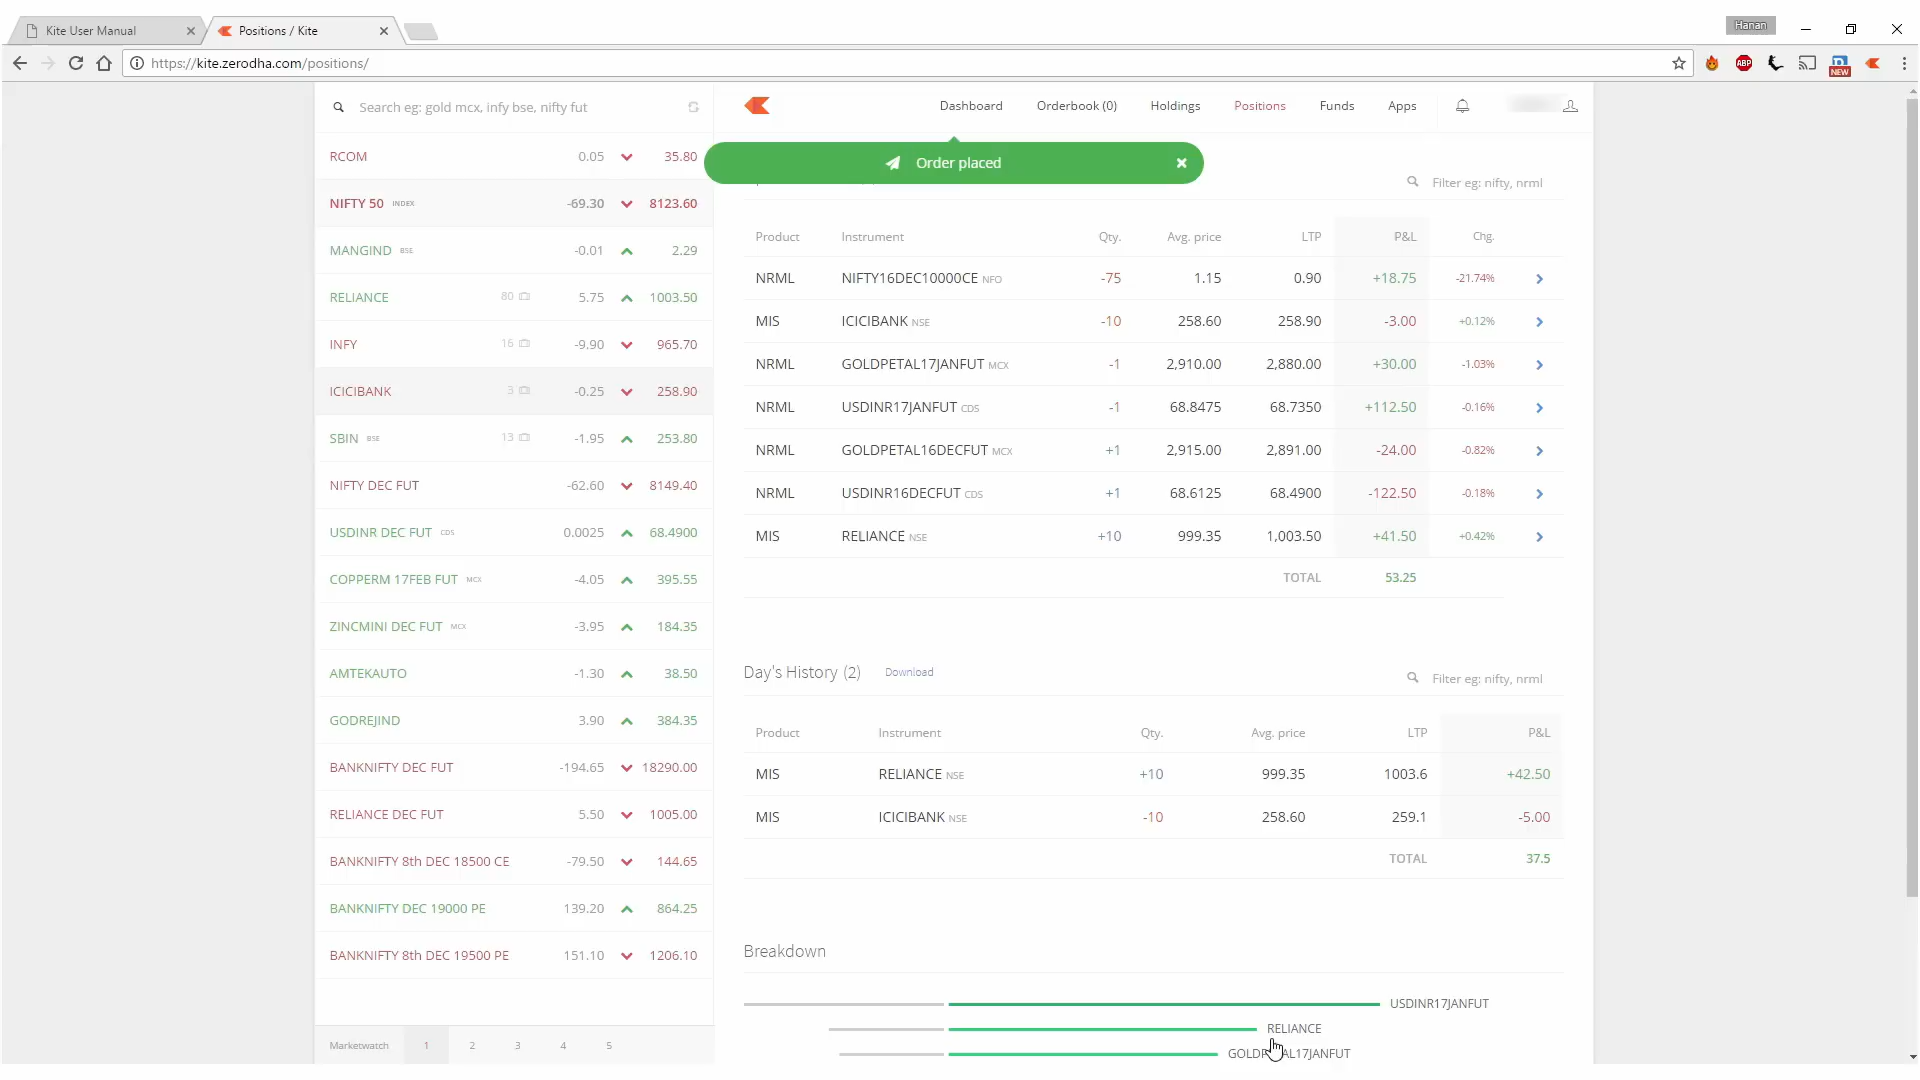 Kite User Manual
Positions / Kite
Hanan
https://kite.zerodha.com/positions/
ABP
NEW
Search eg: gold mcx, infy bse, nifty fut
Dashboard Orderbook (0) Holdings Positions Funds Apps
Order placed
Filter eg: nifty, nrml
RCOM 0.05 35.80
NIFTY 50 INDEX -69.30 8123.60
MANGIND BSE -0.01 2.29
RELIANCE 80 5.75 1003.50
INFY 16 -9.90 965.70
ICICIBANK 3 -0.25 258.90
SBIN BSE 13 -1.95 253.80
NIFTY DEC FUT -62.60 8149.40
USDINR DEC FUT CDS 0.0025 68.4900
COPPERM 17FEB FUT MCX -4.05 395.55
ZINCMINI DEC FUT MCX -3.95 184.35
AMTEKAUTO -1.30 38.50
GODREJIND 3.90 384.35
BANKNIFTY DEC FUT -194.65 18290.00
RELIANCE DEC FUT 5.50 1005.00
BANKNIFTY 8th DEC 18500 CE -79.50 144.65
BANKNIFTY DEC 19000 PE 139.20 864.25
BANKNIFTY 8th DEC 19500 PE 151.10 1206.10
Marketwatch 1 2 3 4 5
Product Instrument Qty. Avg. price LTP P&L Chg.
NRML NIFTY16DEC10000CE NFO -75 1.15 0.90 +18.75 -21.74%
MIS ICICIBANK NSE -10 258.60 258.90 -3.00 +0.12%
NRML GOLDPETAL17JANFUT MCX -1 2,910.00 2,880.00 +30.00 -1.03%
NRML USDINR17JANFUT CDS -1 68.8475 68.7350 +112.50 -0.16%
NRML GOLDPETAL16DECFUT MCX +1 2,915.00 2,891.00 -24.00 -0.82%
NRML USDINR16DECFUT CDS +1 68.6125 68.4900 -122.50 -0.18%
MIS RELIANCE NSE +10 999.35 1,003.50 +41.50 +0.42%
TOTAL 53.25
Day's History (2) Download
Filter eg: nifty, nrml
Product Instrument Qty. Avg. price LTP P&L
MIS RELIANCE NSE +10 999.35 1003.6 +42.50
MIS ICICIBANK NSE -10 258.60 259.1 -5.00
TOTAL 37.5
Breakdown
USDINR17JANFUT
RELIANCE